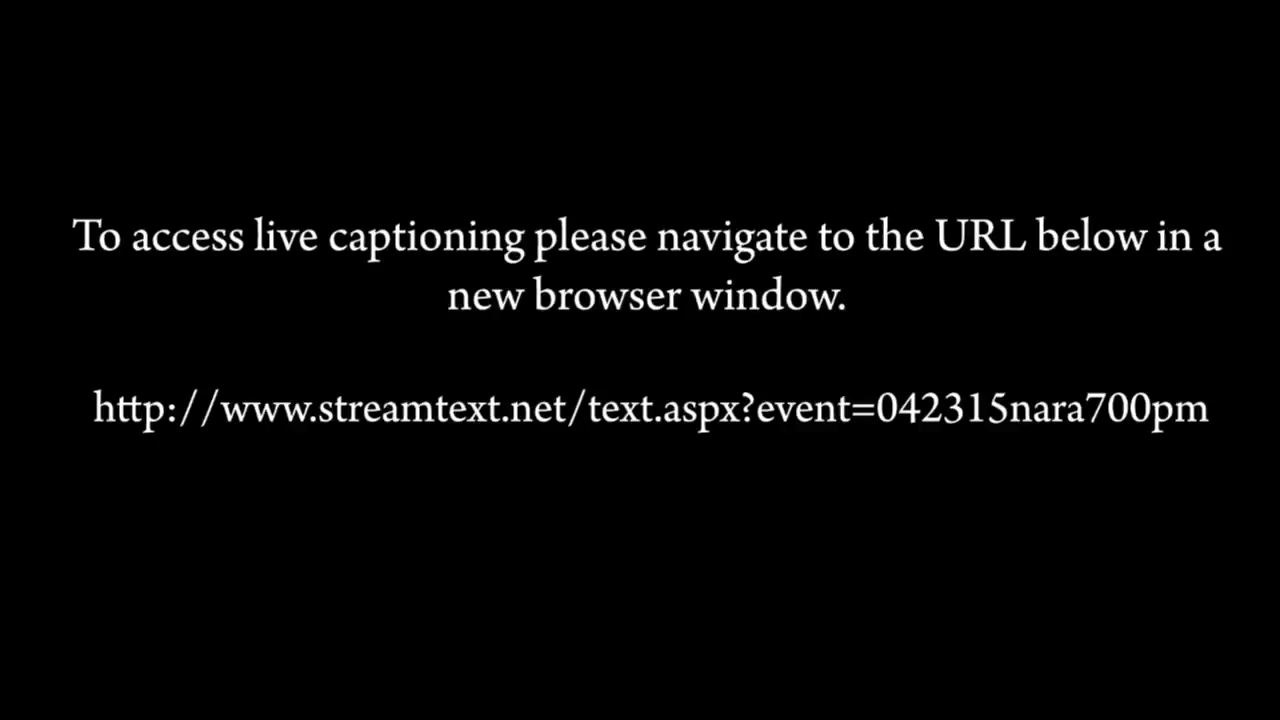 To access live captioning please navigate to the URL below in a
new browser window.
http://www.streamtext.net/text.aspx?event=042315nara700pm